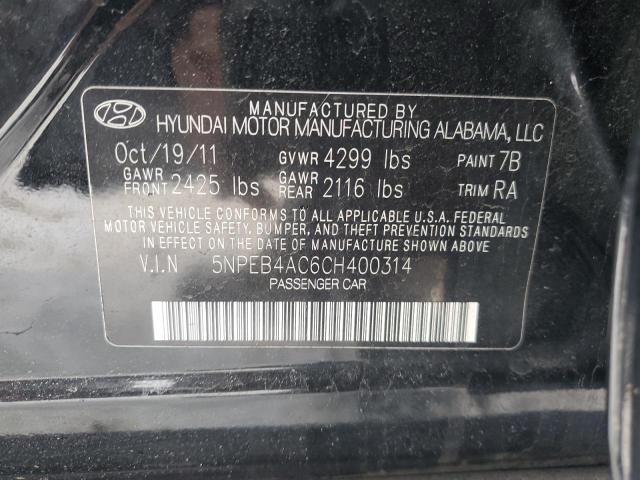 MANUFACTURED BY
HYUNDAI MOTOR MANUFACTURING ALABAMA, LLC
Oct/19/11 GVWR 4299 lbs PAINT 7B
GAWR FRONT 2425 lbs GAWR REAR 2116 lbs TRIM RA
THIS VEHICLE CONFORMS TO ALL APPLICABLE U.S.A. FEDERAL
MOTOR VEHICLE SAFETY, BUMPER, AND THEFT PREVENTION STANDARDS
IN EFFECT ON THE DATE OF MANUFACTURE SHOWN ABOVE.
V.I.N 5NPEB4AC6CH400314
PASSENGER CAR